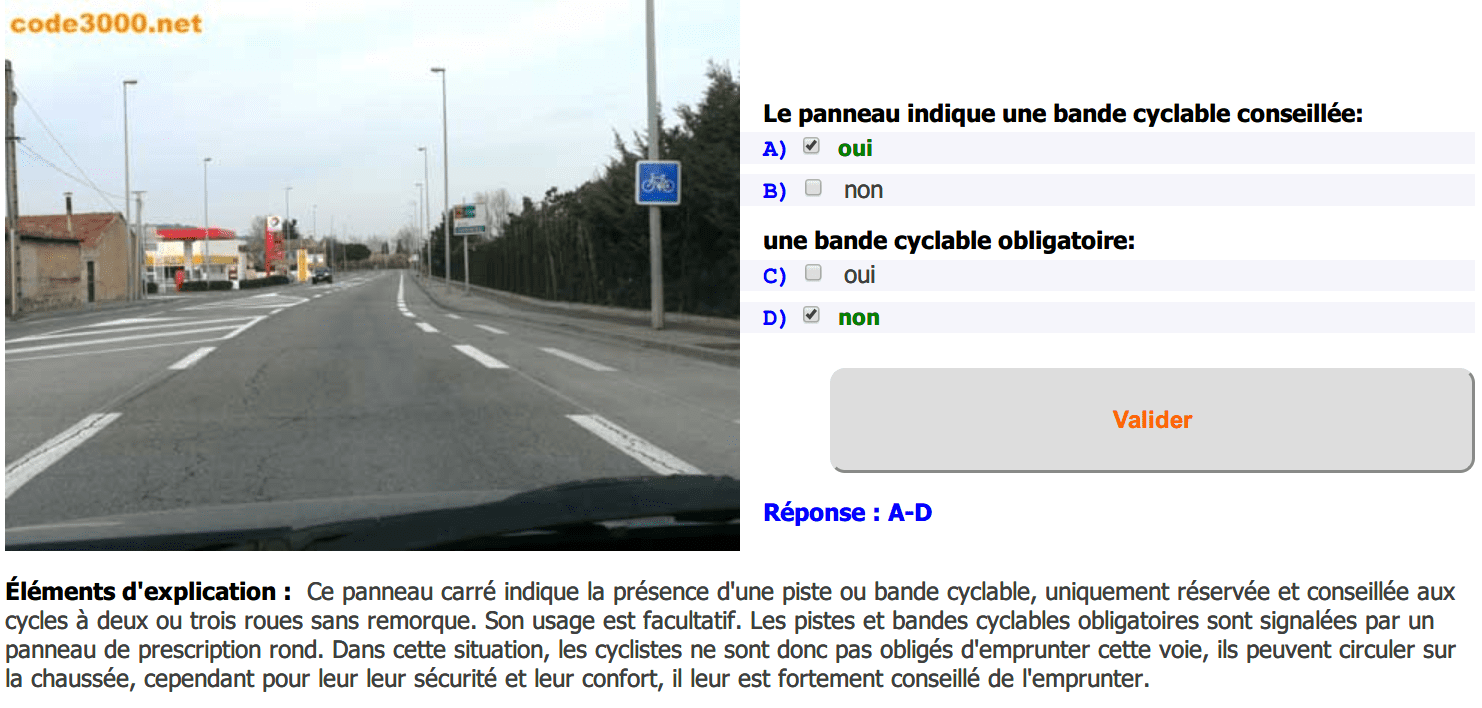 code3000.net
Le panneau indique une bande cyclable conseillée:
A) oui
B) non
une bande cyclable obligatoire:
C) oui
D) non
Valider
Réponse : A-D
Éléments d'explication : Ce panneau carré indique la présence d'une piste ou bande cyclable, uniquement réservée et conseillée aux
cycles à deux ou trois roues sans remorque. Son usage est facultatif. Les pistes et bandes cyclables obligatoires sont signalées par un
panneau de prescription rond. Dans cette situation, les cyclistes ne sont donc pas obligés d'emprunter cette voie, ils peuvent circuler sur
la chaussée, cependant pour leur leur sécurité et leur confort, il leur est fortement conseillé de l'emprunter.